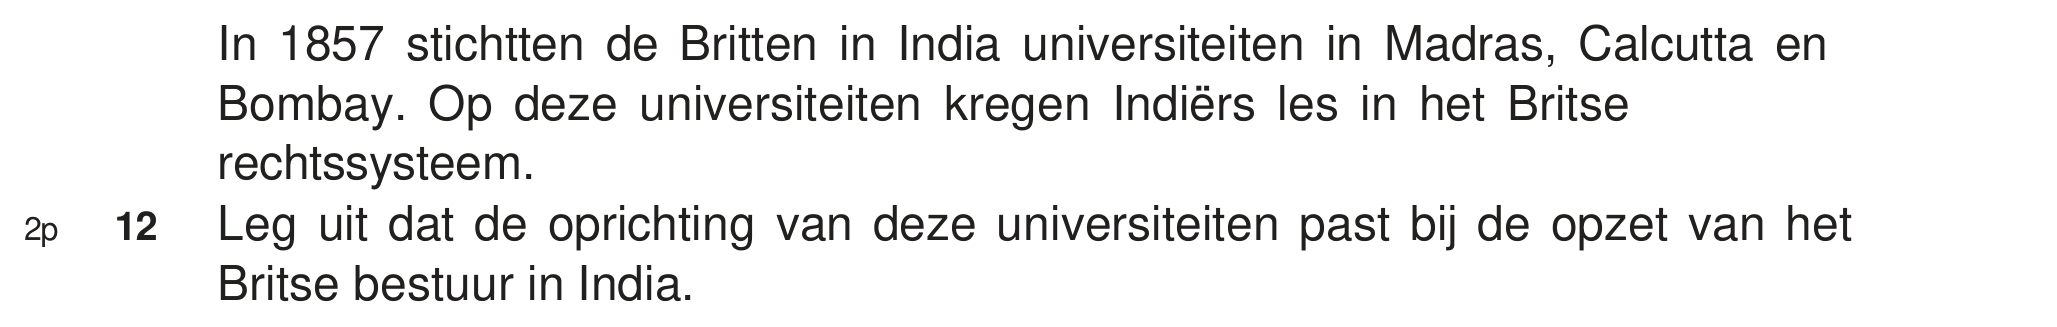 In 1857 stichtten de Britten in India universiteiten in Madras, Calcutta en
Bombay. Op deze universiteiten kregen Indiërs les in het Britse
rechtssysteem.
2p 12 Leg uit dat de oprichting van deze universiteiten past bij de opzet van het
Britse bestuur in India.